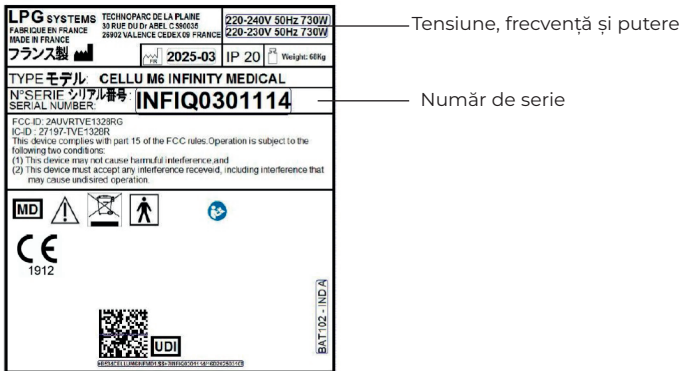 LPG SYSTEMS
FABRIQUE EN FRANCE
MADE IN FRANCE
フランス製
TECHNOPARC DE LA PLAINE
30 RUE DU Dr ABEL CS90035
26902 VALENCE CEDEX 09 FRANCE
220-240V 50Hz 730W
220-230V 50Hz 730W
Tensiune, frecvență și putere
FR
2025-03
IP 20
Weight: 68Kg
TYPE モデル: CELLU M6 INFINITY MEDICAL
N°SERIE シリアル番号:
SERIAL NUMBER:
INFIQ0301114
Număr de serie
FCC-ID: 2AUVRTVE1328RG
IC-ID : 27197-TVE1328R
This device complies with part 15 of the FCC rules.Operation is subject to the
following two conditions:
(1) This device may not cause harmuful interference,and
(2) This device must accept any interference receveid, including interference that
may cause undisired operation.
MD
CE
1912
UDI
BAT102 - IND A